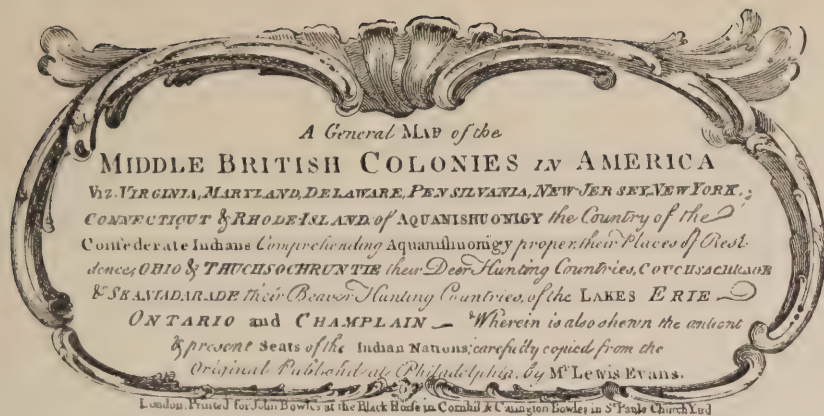 A General MAP of the
MIDDLE BRITISH COLONIES IN AMERICA
VIZ. VIRGINIA, MARYLAND, DELAWARE, PENSILVANIA, NEW-JERSEY, NEW YORK,;
CONNECTICUT & RHODE-ISLAND: of AQUANISHUONIGY the Country of the
Confederate Indians Comprehending Aquanishuonigy proper, their Places of Resi-
dence, OHIO & THUCHSOCHRUNTIE their Deer Hunting Countries, COUCHSACHRAGE
& SKANIADARADE their Beaver Hunting Countries, of the LAKES ERIE
ONTARIO and CHAMPLAIN Wherein is also shewn the antient
& present Seats of the Indian Nations; carefully copied from the
Original Publish'd at Philadelphia, by Mr. Lewis Evans.
London, Printed for John Bowles at the Black Horse in Cornhil & Carington Bowles in St. Pauls Church Yard